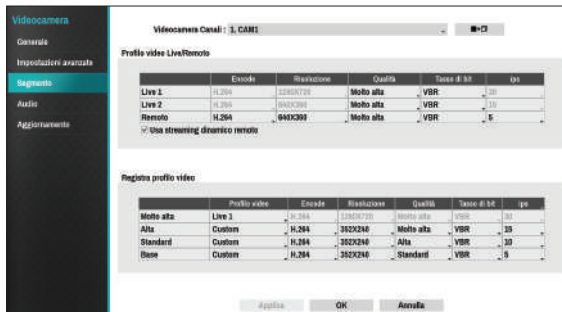 Videocamera
Generale
Impostazioni avanzate
Segmento
Audio
Aggiornamento
Videocamera Canali : 1. CAM1
Profilo video Live/Remoto
Encode Risoluzione Qualità Tasso di bit ips
Live 1 H.264 1280X720 Molto alta VBR 30
Live 2 H.264 640X360 Molto alta VBR 15
Remoto H.264 640X360 Molto alta VBR 5
Usa streaming dinamico remoto
Registra profilo video
Profilo video Encode Risoluzione Qualità Tasso di bit ips
Molto alta Live 1 H.264 1280X720 Molto alta VBR 30
Alta Custom H.264 352X240 Molto alta VBR 15
Standard Custom H.264 352X240 Alta VBR 10
Base Custom H.264 352X240 Standard VBR 5
Applica OK Annulla